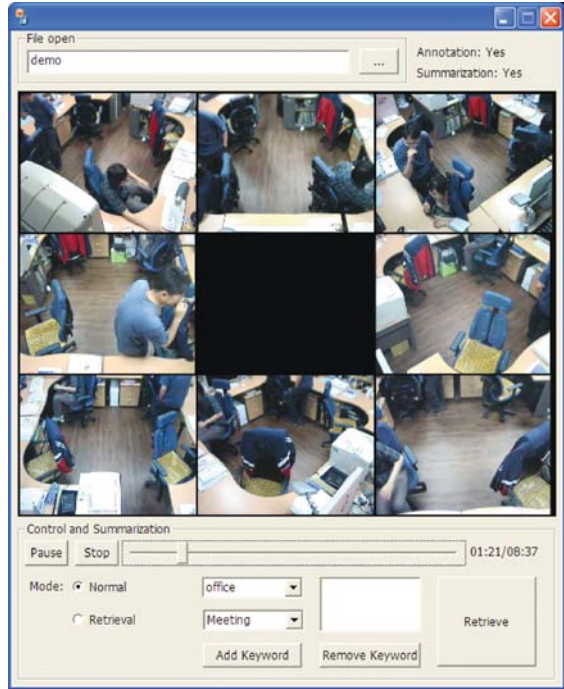 File open
demo
...
Annotation: Yes
Summarization: Yes
Control and Summarization
Pause
Stop
01:21/08:37
Mode:
Normal
office
Retrieval
Meeting
Retrieve
Add Keyword
Remove Keyword